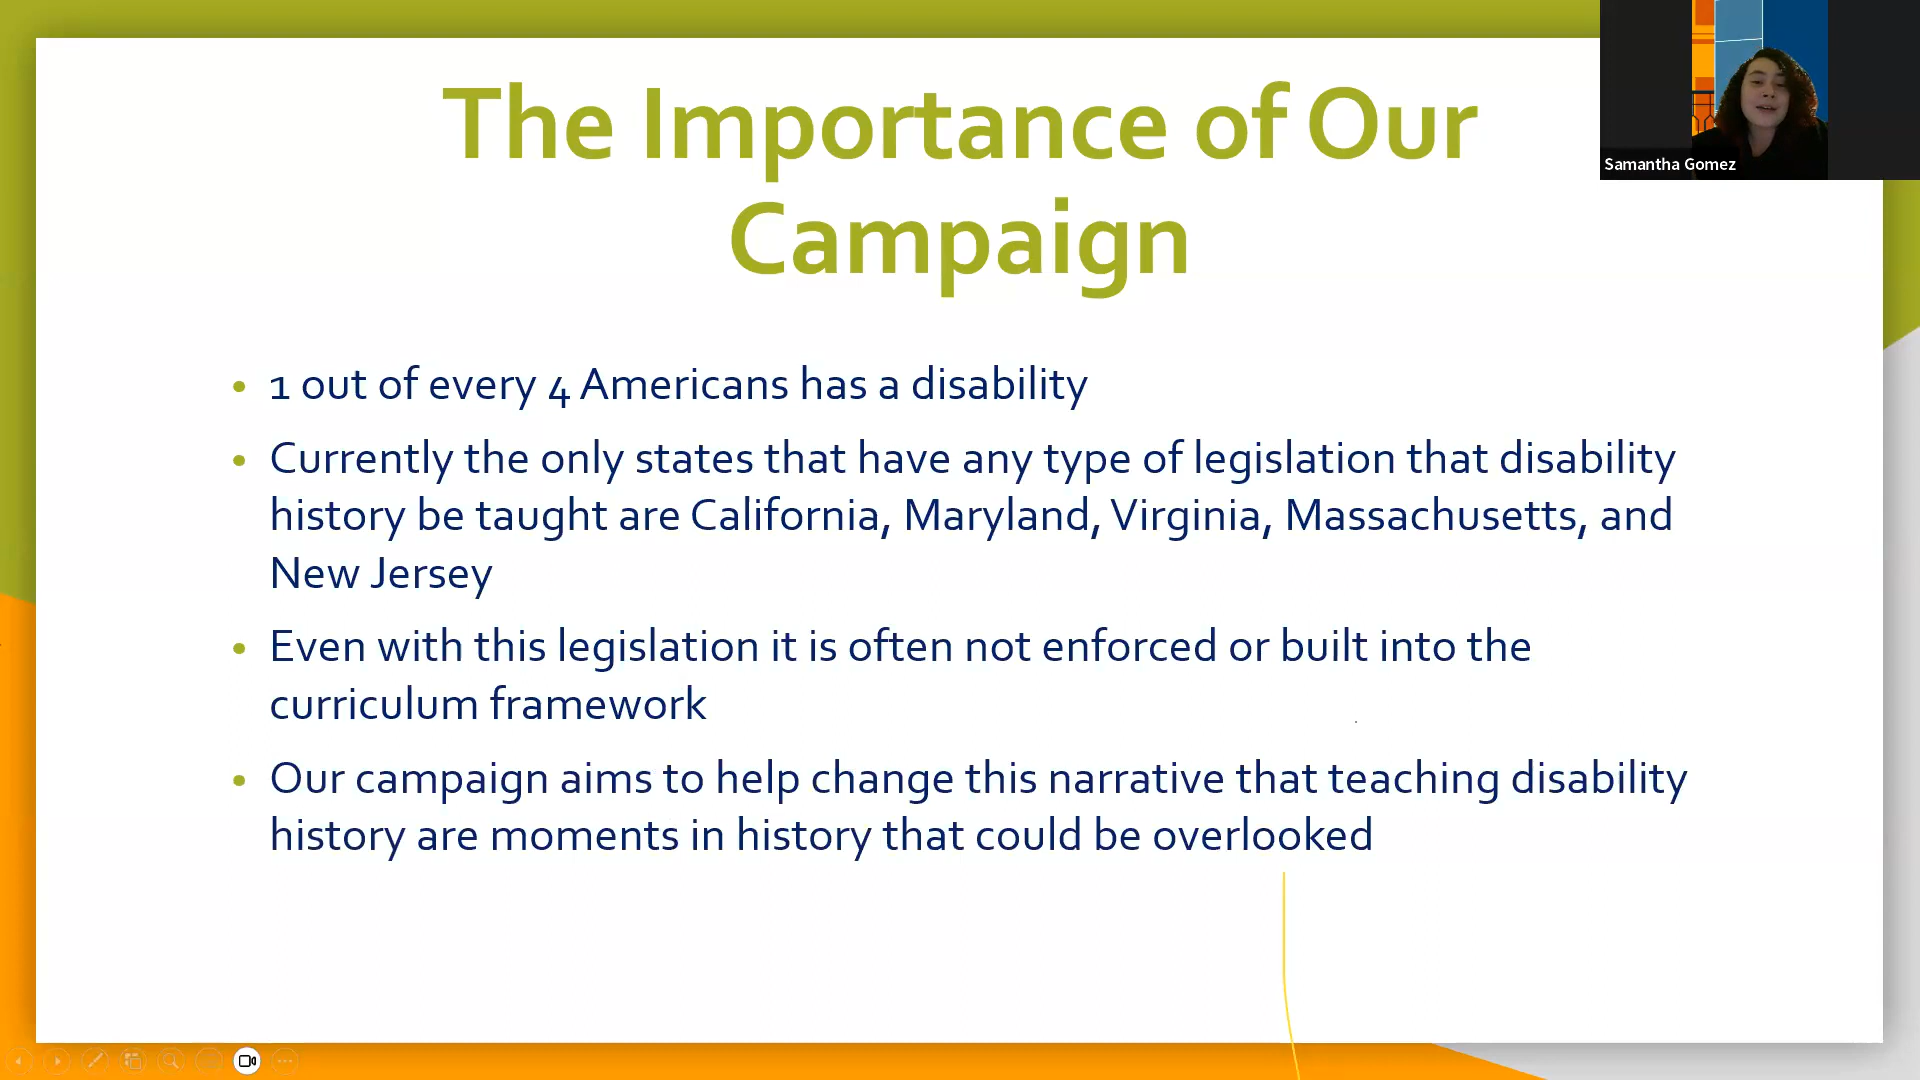 The Importance of Our
Campaign
Samantha Gomez
• 1 out of every 4 Americans has a disability
• Currently the only states that have any type of legislation that disability
history be taught are California, Maryland, Virginia, Massachusetts, and
New Jersey
• Even with this legislation it is often not enforced or built into the
curriculum framework
• Our campaign aims to help change this narrative that teaching disability
history are moments in history that could be overlooked